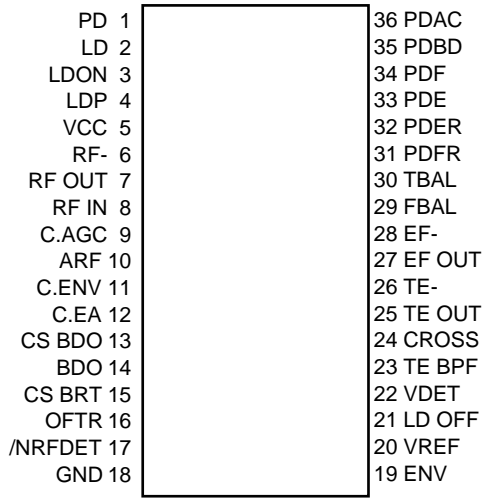 PD 1
LD 2
LDON 3
LDP 4
VCC 5
RF- 6
RF OUT 7
RF IN 8
C.AGC 9
ARF 10
C.ENV 11
C.EA 12
CS BDO 13
BDO 14
CS BRT 15
OFTR 16
/NRFDET 17
GND 18
36 PDAC
35 PDBD
34 PDF
33 PDE
32 PDER
31 PDFR
30 TBAL
29 FBAL
28 EF-
27 EF OUT
26 TE-
25 TE OUT
24 CROSS
23 TE BPF
22 VDET
21 LD OFF
20 VREF
19 ENV